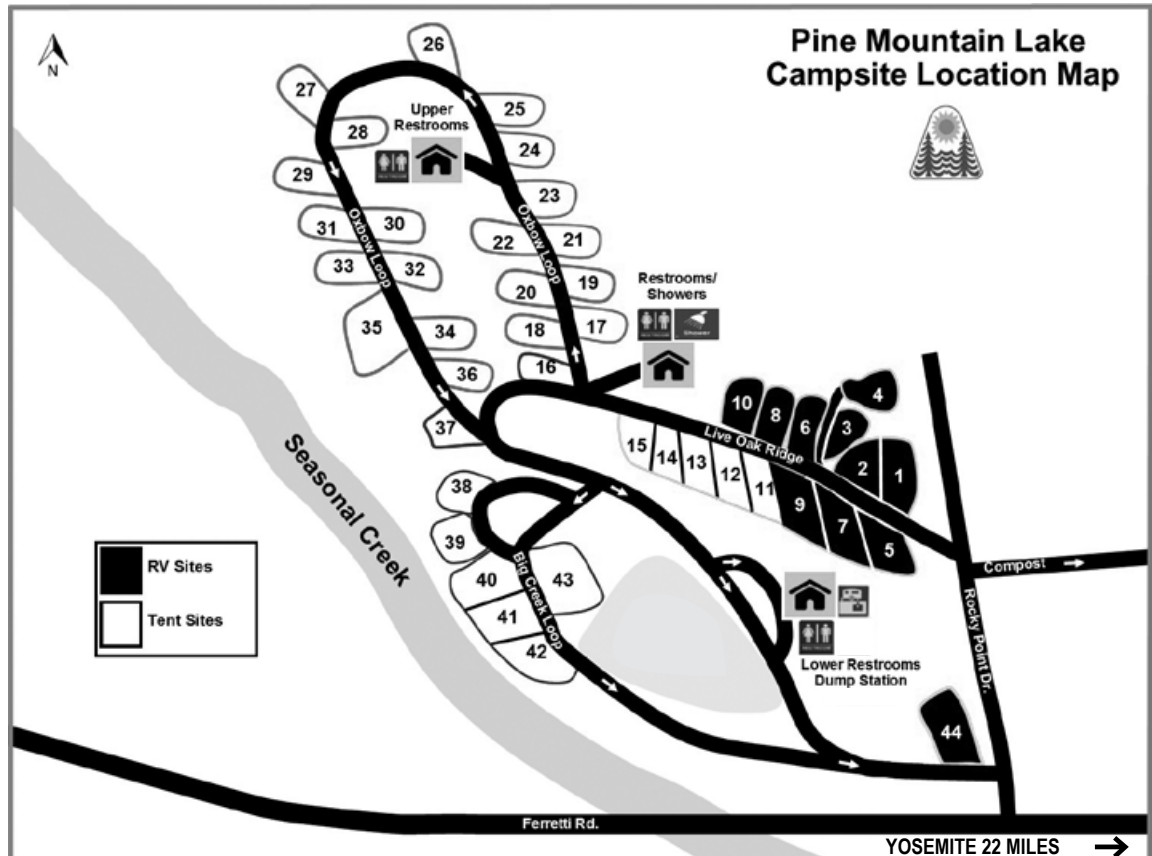 Pine Mountain Lake
Campsite Location Map
N
26
27
25
Upper
Restrooms
28
24
29
23
31
30
Oxbow Loop
Oxbow Loop
22
21
33
32
20
19
Restrooms/
Showers
Shower
35
34
18
17
16
36
37
10
8
6
4
3
2
1
Live Oak Ridge
15
14
13
12
11
9
7
5
38
39
40
43
41
42
Big Creek Loop
Seasonal Creek
RV Sites
Tent Sites
Compost
Rocky Point Dr.
Lower Restrooms
Dump Station
44
Ferretti Rd.
YOSEMITE 22 MILES